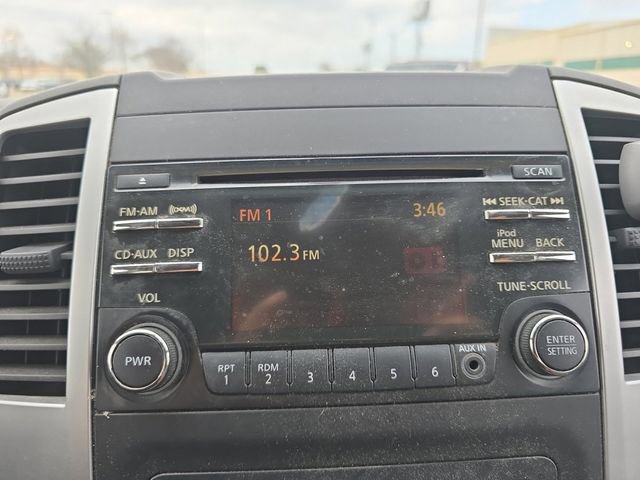 SCAN
FM·AM
((XM))
SEEK·CAT
CD·AUX DISP
FM 1
3:46
102.3 FM
iPod
MENU BACK
VOL
TUNE·SCROLL
PWR
ENTER
SETTING
RPT
1
RDM
2
3
4
5
6
AUX IN